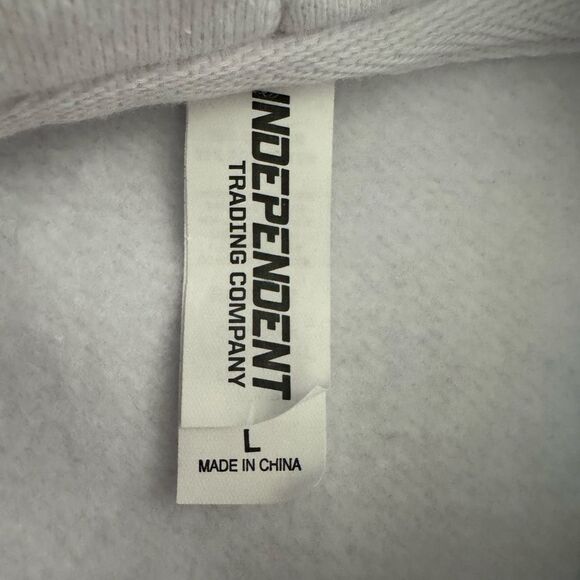 INDEPENDENT
TRADING COMPANY
L
MADE IN CHINA